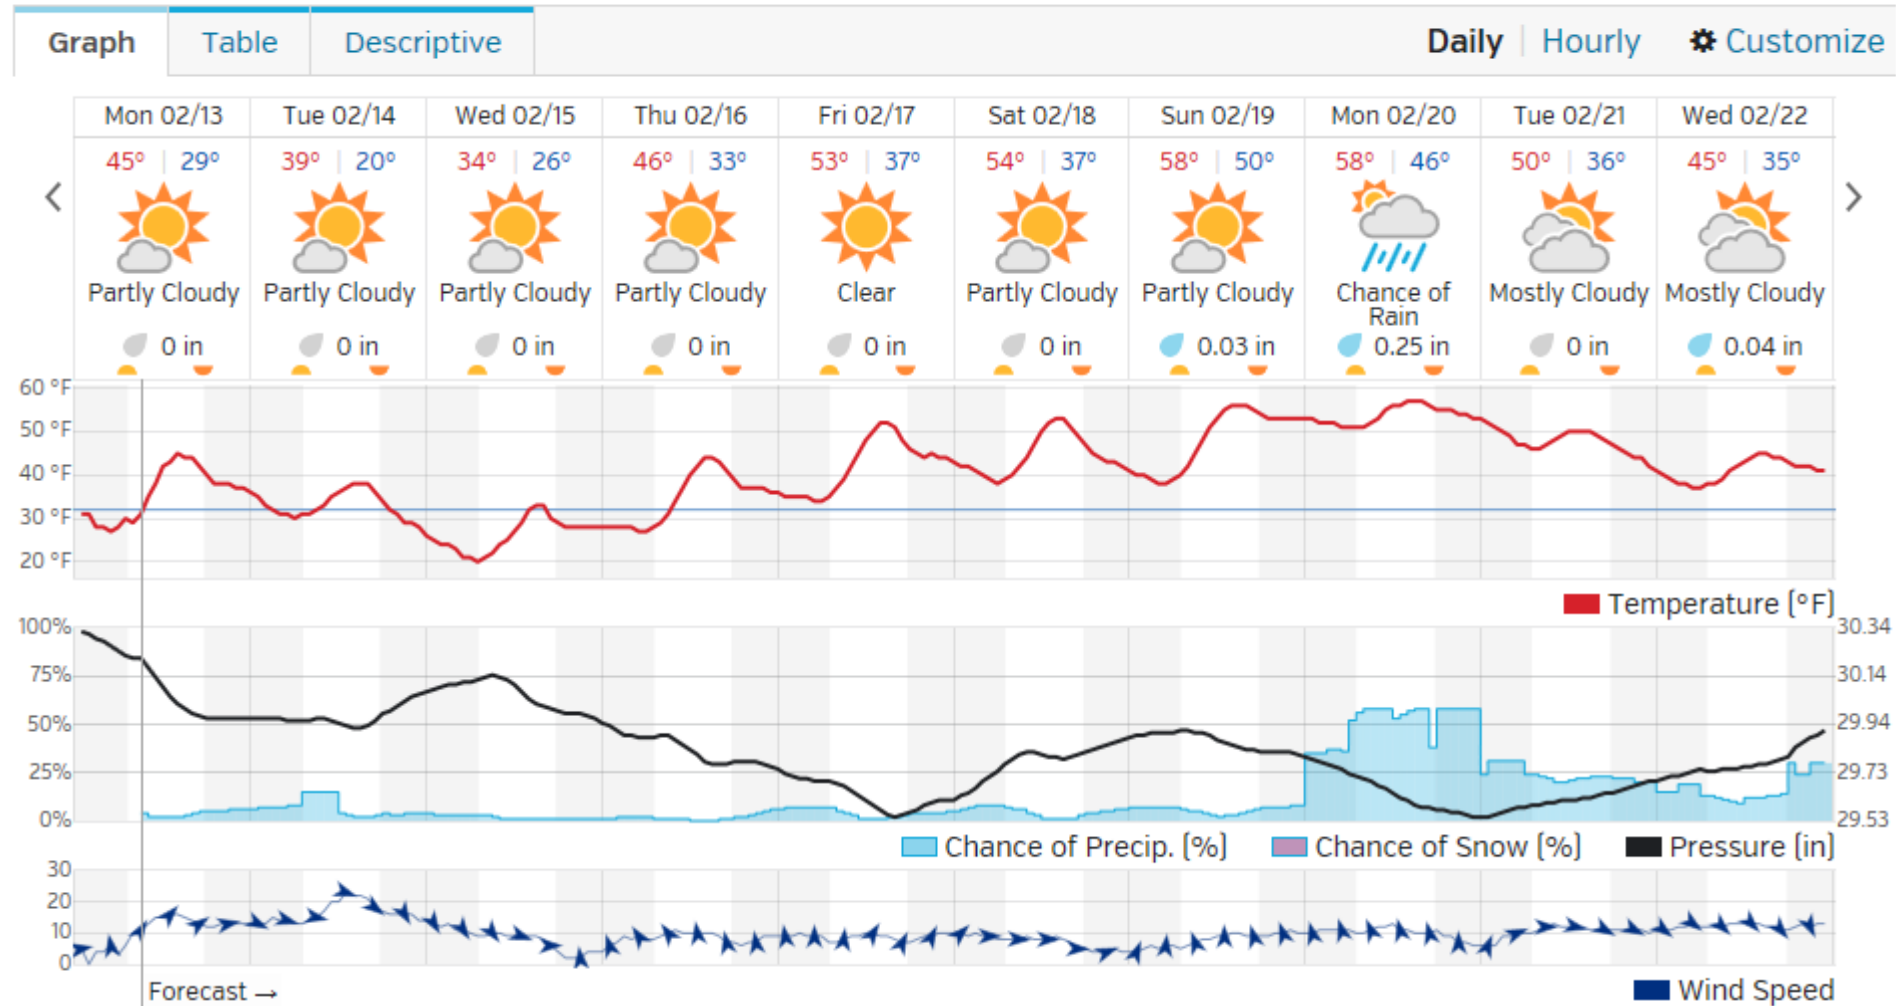 Graph Table Descriptive Daily Hourly Customize
Mon 02/13 Tue 02/14 Wed 02/15 Thu 02/16 Fri 02/17 Sat 02/18 Sun 02/19 Mon 02/20 Tue 02/21 Wed 02/22
45° 29° 39° 20° 34° 26° 46° 33° 53° 37° 54° 37° 58° 50° 58° 46° 50° 36° 45° 35°
Partly Cloudy Partly Cloudy Partly Cloudy Partly Cloudy Clear Partly Cloudy Partly Cloudy Chance of Mostly Cloudy Mostly Cloudy
Rain
0 in 0 in 0 in 0 in 0 in 0 in 0.03 in 0.25 in 0 in 0.04 in
60 °F
50 °F
40 °F
30 °F
20 °F
Temperature (°F)
100% 30.34
75% 30.14
50% 29.94
25% 29.73
0% 29.53
Chance of Precip. (%) Chance of Snow (%) Pressure (in)
30
20
10
0
Forecast → Wind Speed